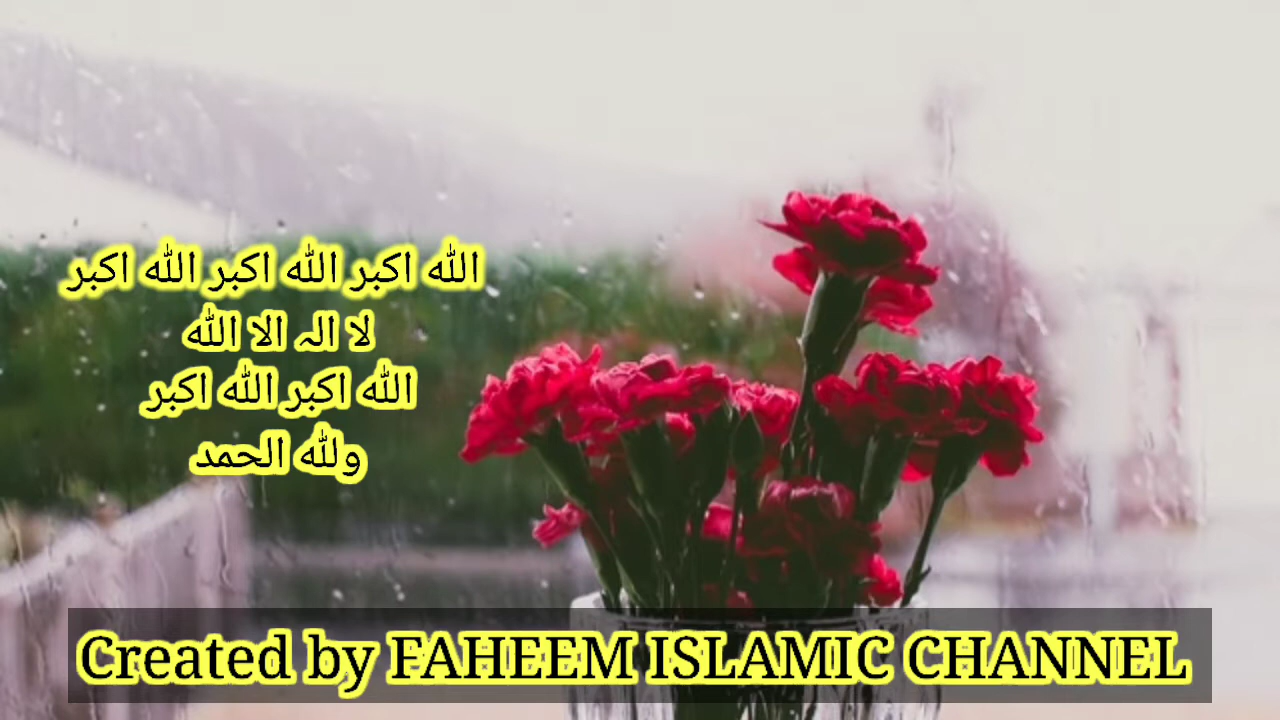 الله اكبر الله اكبر الله اكبر
لا الہ الا الله
الله اكبر الله اكبر
ولله الحمد
Created by FAHEEM ISLAMIC CHANNEL